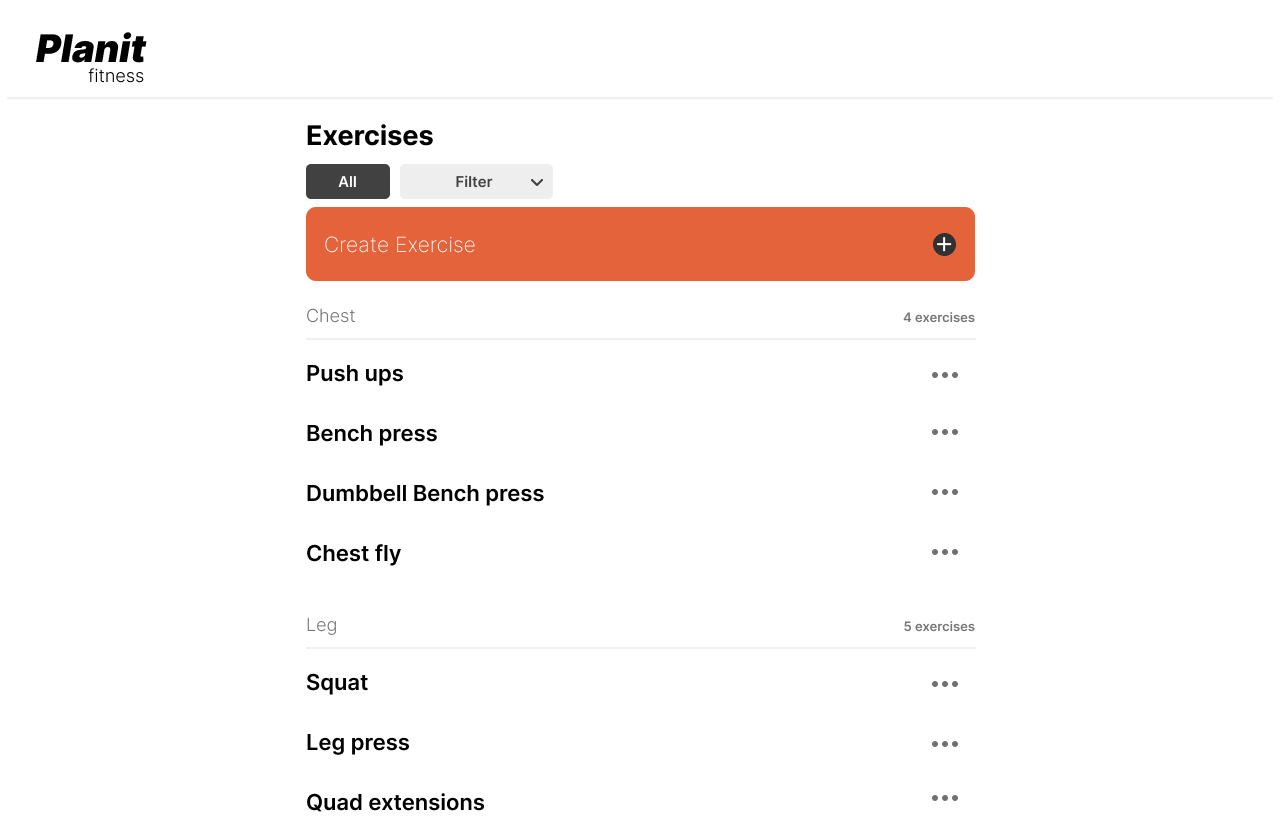 Planit
fitness
Exercises
All Filter
Create Exercise
Chest 4 exercises
Push ups
Bench press
Dumbbell Bench press
Chest fly
Leg 5 exercises
Squat
Leg press
Quad extensions